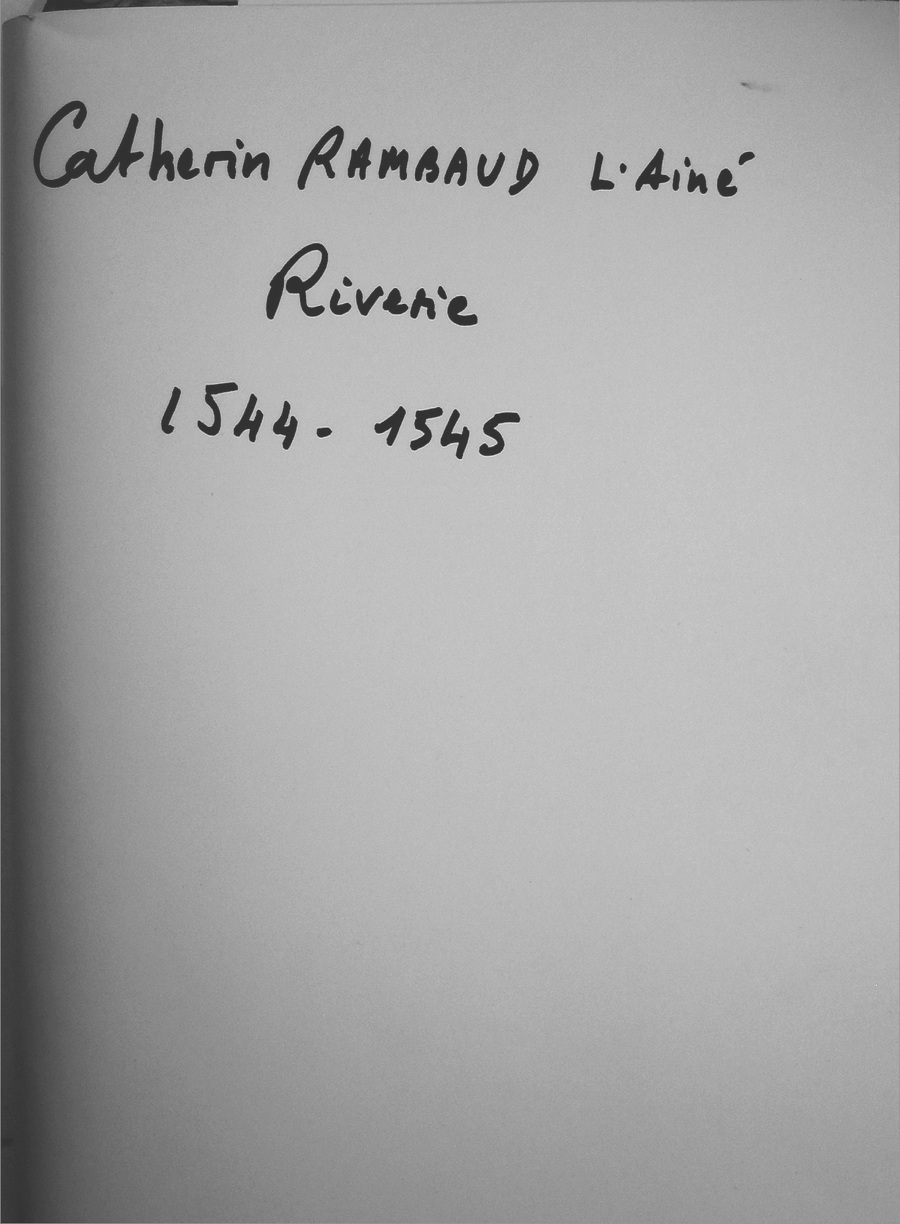 Catherin RAMBAUD L'Ainé
Riverie
1544-1545